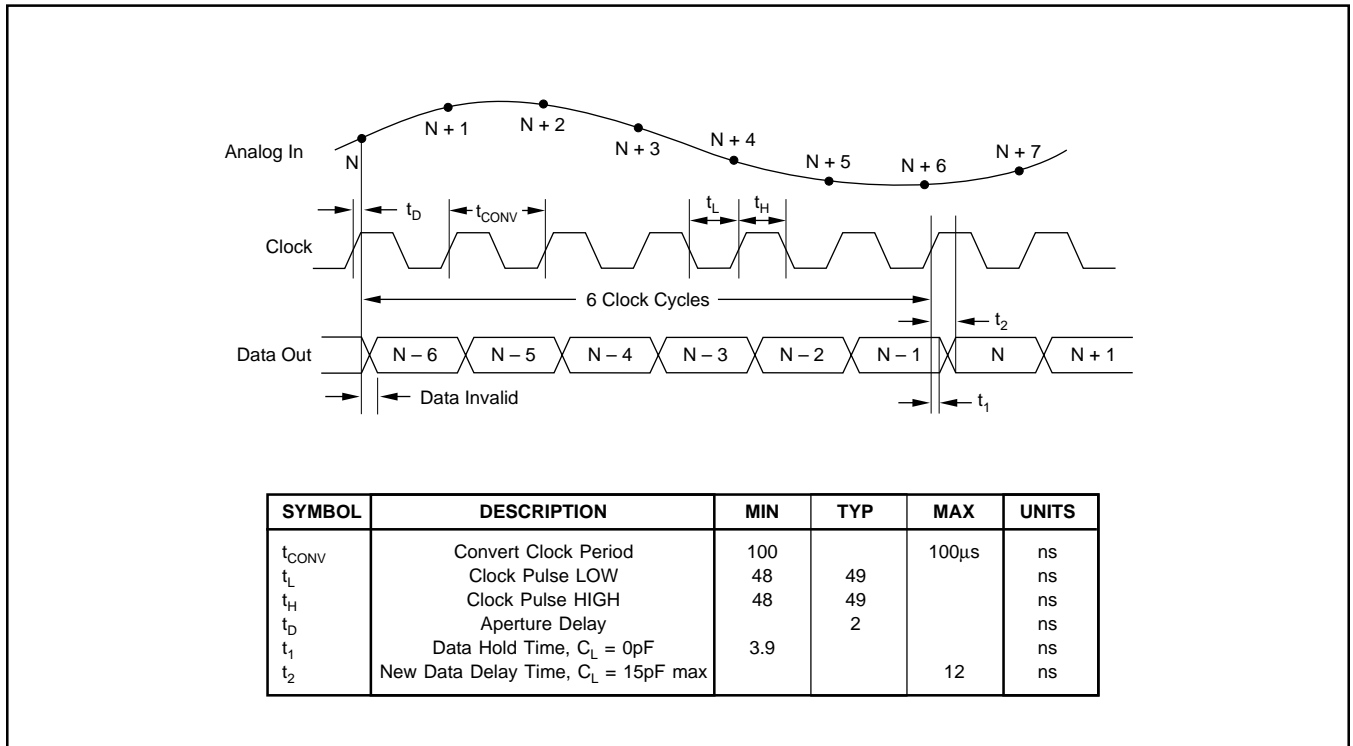 N + 1
N + 2
N + 3
N + 4
N + 5
N + 6
N + 7
Analog In
N
t_D
t_CONV
t_L
t_H
Clock
6 Clock Cycles
t_2
Data Out
N – 6
N – 5
N – 4
N – 3
N – 2
N – 1
N
N + 1
Data Invalid
t_1
SYMBOL DESCRIPTION MIN TYP MAX UNITS
t_CONV Convert Clock Period 100 100µs ns
t_L Clock Pulse LOW 48 49 ns
t_H Clock Pulse HIGH 48 49 ns
t_D Aperture Delay 2 ns
t_1 Data Hold Time, C_L = 0pF 3.9 ns
t_2 New Data Delay Time, C_L = 15pF max 12 ns